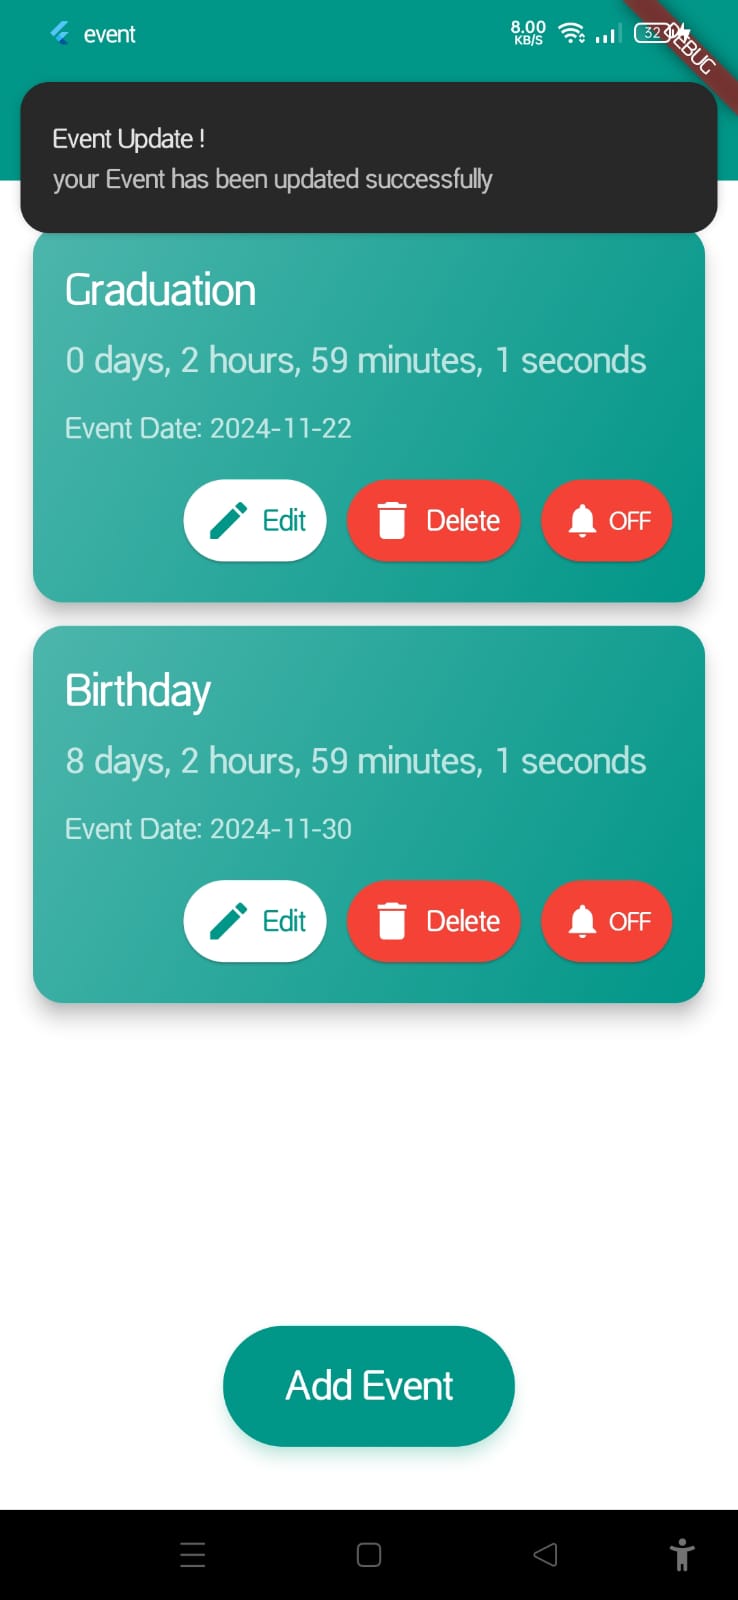 event
8.00
KB/S
32
DEBUG
Event Update !
your Event has been updated successfully
Graduation
0 days, 2 hours, 59 minutes, 1 seconds
Event Date: 2024-11-22
Edit
Delete
OFF
Birthday
8 days, 2 hours, 59 minutes, 1 seconds
Event Date: 2024-11-30
Edit
Delete
OFF
Add Event